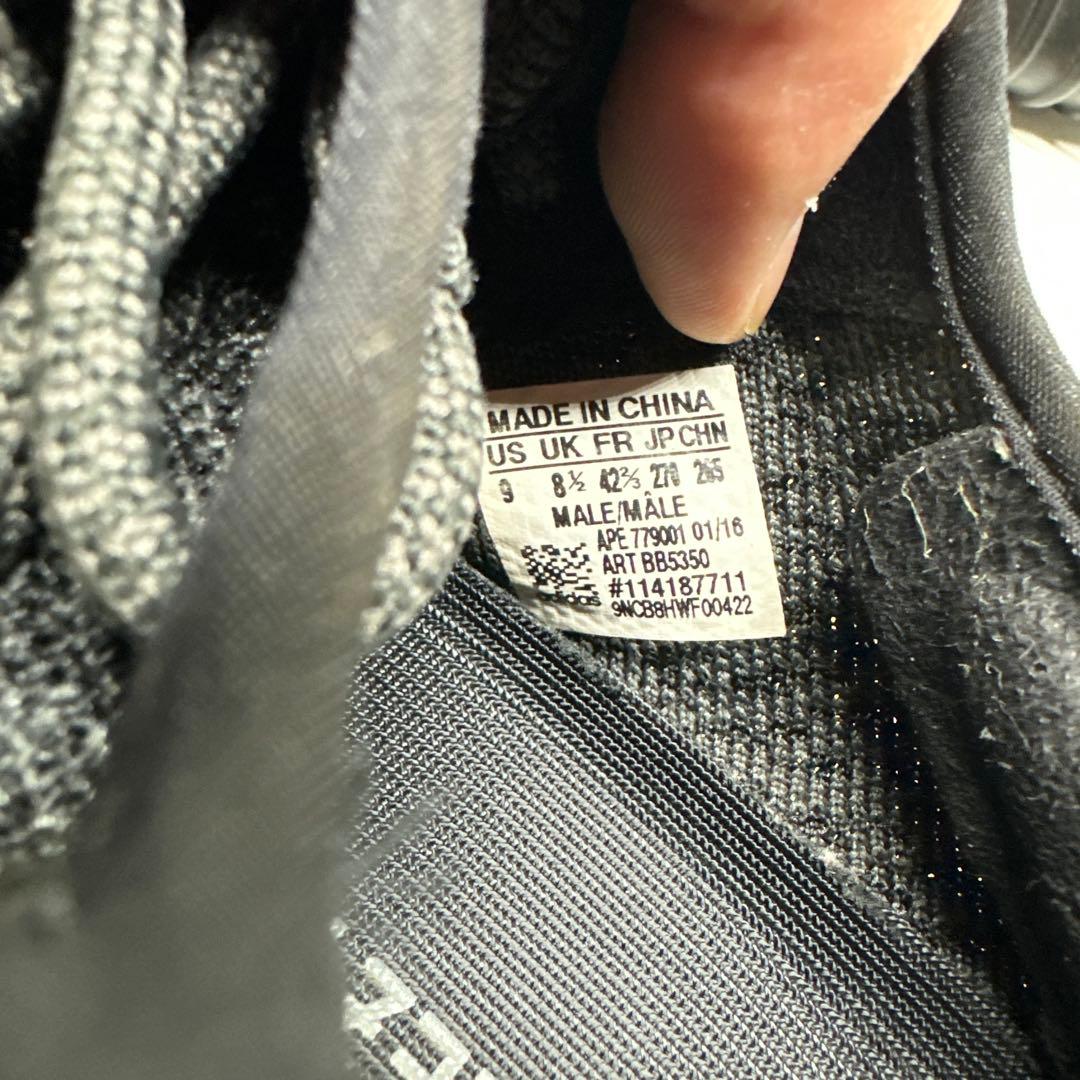 MADE IN CHINA
US UK FR JP CHN
9 8½ 42⅔ 270 265
MALE/MÂLE
APE 779001 01/16
ART BB5350
#114187711
adidas 9NCB8HWF00422